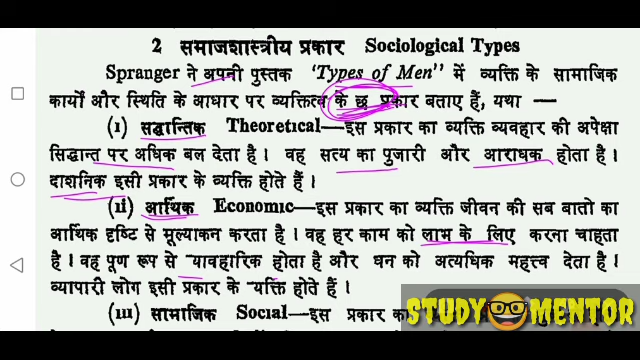 2 समाजशास्त्रीय प्रकार Sociological Types
Spranger ने अपनी पुस्तक 'Types of Men" में व्यक्ति के सामाजिक
कार्यों और स्थिति के आधार पर व्यक्तित्व के छ प्रकार बताए हैं, यथा —
(i) सद्धान्तिक Theoretical—इस प्रकार का व्यक्ति व्यवहार की अपेक्षा
सिद्धान्त पर अधिक बल देता है। वह सत्य का पुजारी और आराधक होता है।
दाशनिक इसी प्रकार के व्यक्ति होते हैं।
(ii) आर्थिक Economic—इस प्रकार का व्यक्ति जीवन की सब बातो का
आर्थिक दृष्टि से मूल्याकन करता है। वह हर काम को लाभ के लिए करना चाहता
है। वह पूण रूप से यावहारिक होता है और धन को अत्यधिक महत्त्व देता है।
व्यापारी लोग इसी प्रकार के यक्ति होते हैं।
(iii) सामाजिक Social—इस प्रकार का
STUDY MENTOR